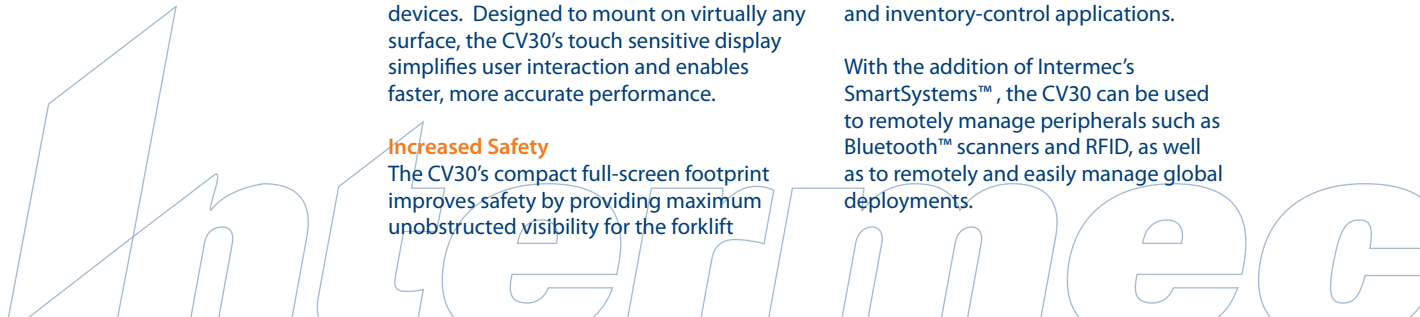 devices.  Designed to mount on virtually any
surface, the CV30's touch sensitive display
simplifies user interaction and enables
faster, more accurate performance.
Increased Safety
The CV30's compact full-screen footprint
improves safety by providing maximum
unobstructed visibility for the forklift
and inventory-control applications.
With the addition of Intermec's
SmartSystems™ , the CV30 can be used
to remotely manage peripherals such as
Bluetooth™ scanners and RFID, as well
as to remotely and easily manage global
deployments.
Intermec